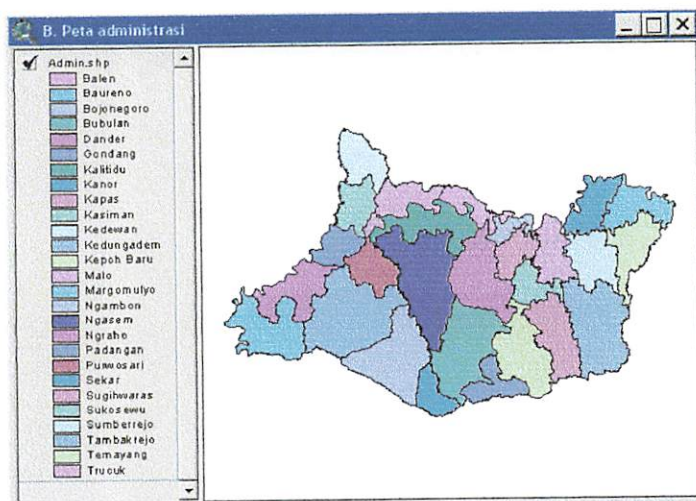 B. Peta administrasi
Admin.shp
Balen
Baureno
Bojonegoro
Bubulan
Dander
Gondang
Kalitidu
Kanor
Kapas
Kasiman
Kedewan
Kedungadem
Kepoh Baru
Malo
Margomulyo
Ngambon
Ngasem
Ngraho
Padangan
Purwosari
Sekar
Sugihwaras
Sukosewu
Sumberrejo
Tambakrejo
Temayang
Trucuk